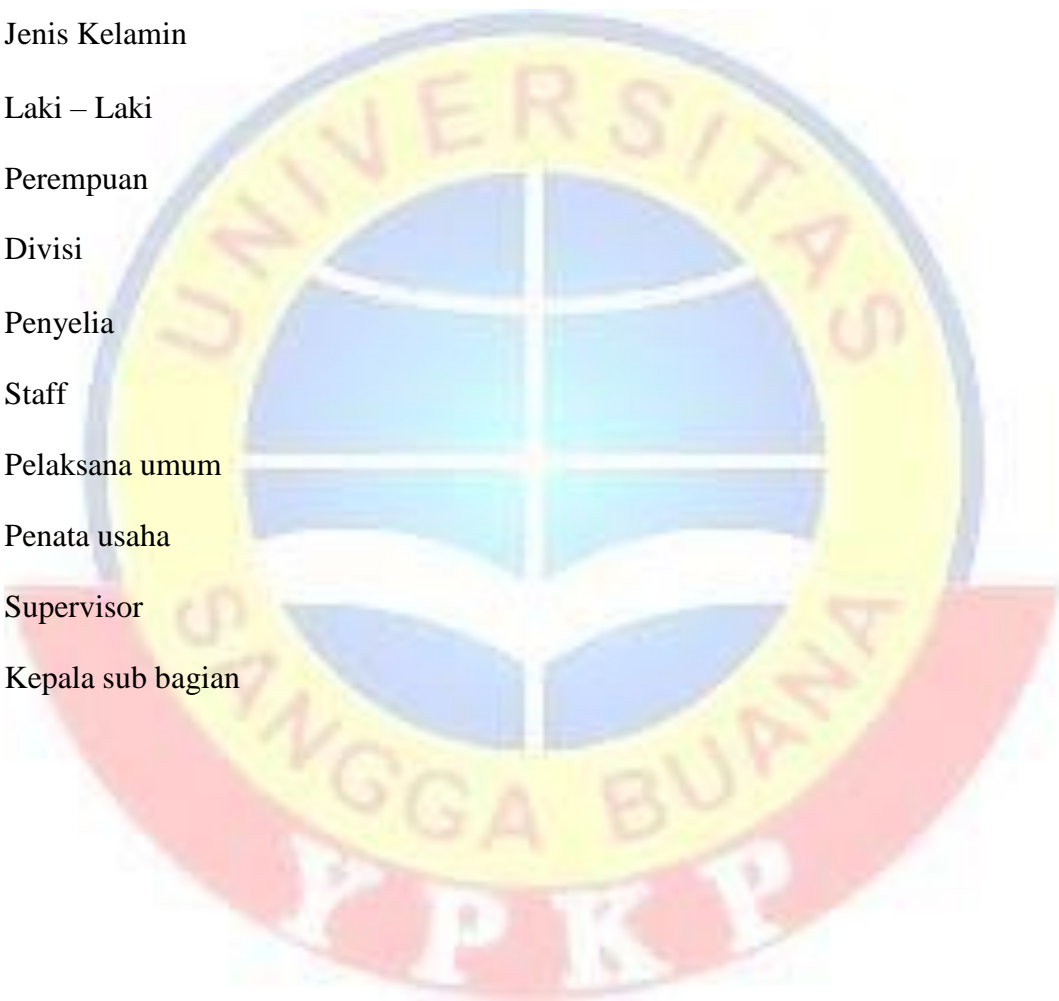 Jenis Kelamin
Laki – Laki
Perempuan
Divisi
Penyelia
Staff
Pelaksana umum
Penata usaha
Supervisor
Kepala sub bagian
UNIVERSITAS
SANGGA BUANA
YPKP